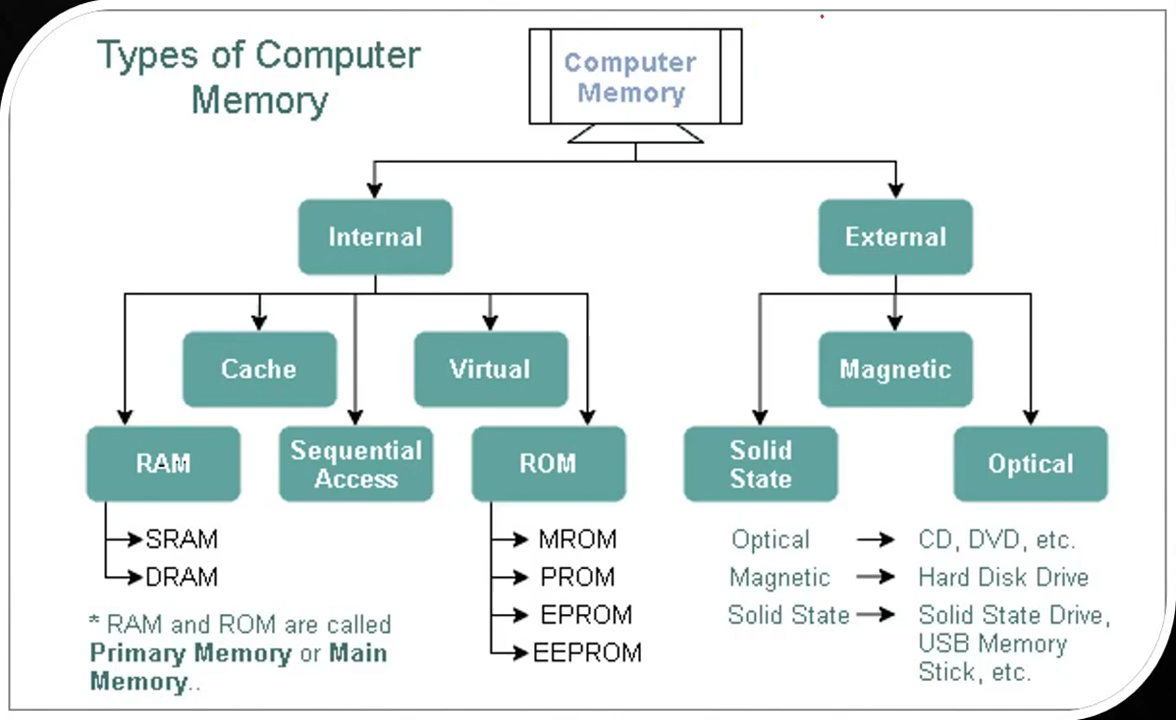 Types of Computer
Memory
Computer
Memory
Internal
External
Cache
Virtual
Magnetic
RAM
Sequential
Access
ROM
Solid
State
Optical
SRAM
DRAM
* RAM and ROM are called
Primary Memory or Main
Memory..
MROM
PROM
EPROM
EEPROM
Optical CD, DVD, etc.
Magnetic Hard Disk Drive
Solid State Solid State Drive,
USB Memory
Stick, etc.